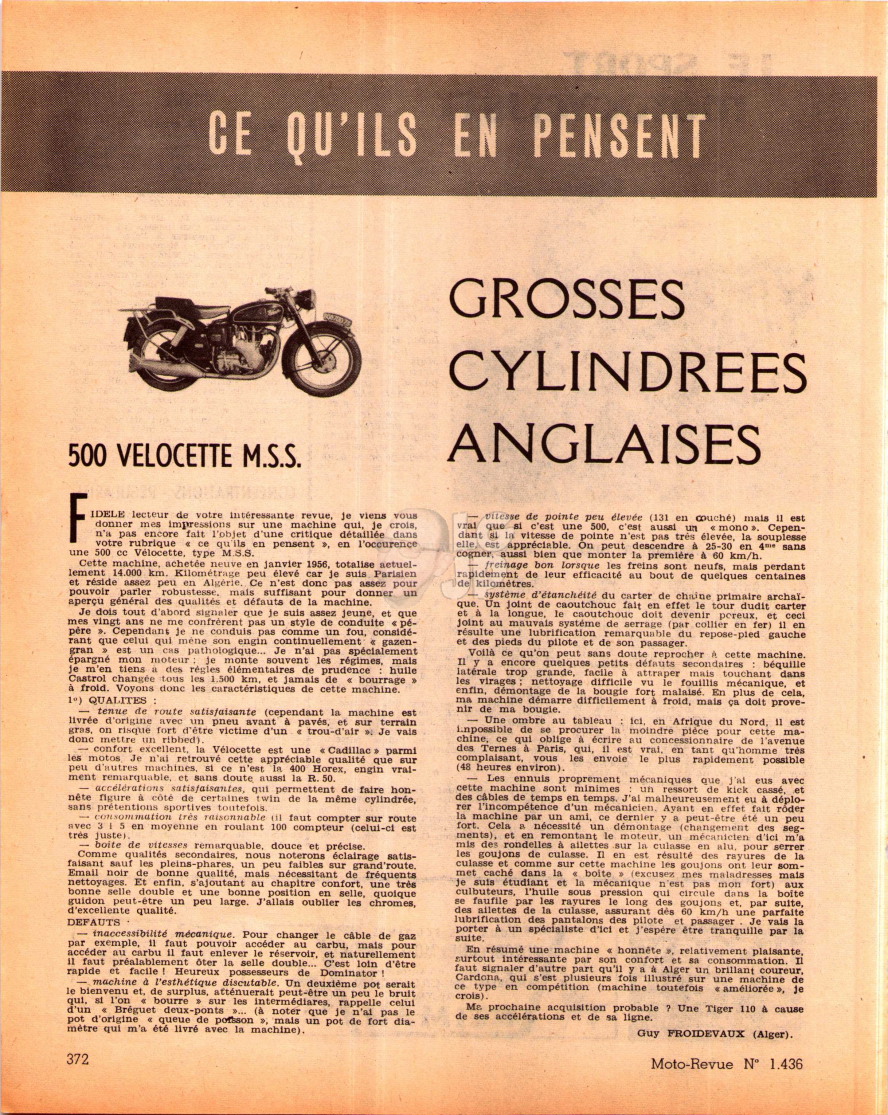 CE QU'ILS EN PENSENT
GROSSES
CYLINDREES
ANGLAISES
500 VELOCETTE M.S.S.
FIDELE lecteur de votre intéressante revue, je viens vous
donner mes impressions sur une machine qui, je crois,
n'a pas encore fait l'objet d'une critique détaillée dans
votre rubrique « ce qu'ils en pensent », en l'occurence
une 500 cc Vélocette, type M.S.S.
Cette machine, achetée neuve en janvier 1956, totalise actuel-
lement 14.000 km. Kilométrage peu élevé car je suis Parisien
et réside assez peu en Algérie. Ce n'est donc pas assez pour
pouvoir parler robustesse, mais suffisant pour donner un
aperçu général des qualités et défauts de la machine.
Je dois tout d'abord signaler que je suis assez jeune, et que
mes vingt ans ne me confrèrent pas un style de conduite « pé-
père ». Cependant je ne conduis pas comme un fou, considé-
rant que celui qui mène son engin continuellement « gazen-
gran » est un cas pathologique... Je n'ai pas spécialement
épargné mon moteur ; je monte souvent les régimes, mais
je m'en tiens à des règles élémentaires de prudence : huile
Castrol changée tous les 1.500 km, et jamais de « bourrage »
à froid. Voyons donc les caractéristiques de cette machine.
1°) QUALITES :
— tenue de route satisfaisante (cependant la machine est
livrée d'origine avec un pneu avant à pavés, et sur terrain
gras, on risque fort d'être victime d'un « trou-d'air ». Je vais
donc mettre un ribbed).
— confort excellent, la Vélocette est une « Cadillac » parmi
les motos. Je n'ai retrouvé cette appréciable qualité que sur
peu d'autres machines, si ce n'est la 400 Horex, engin vrai-
ment remarquable, et sans doute aussi la R.50.
— accélérations satisfaisantes, qui permettent de faire hon-
nête figure à côté de certaines twin de la même cylindrée,
sans prétentions sportives toutefois.
— consommation très raisonnable (il faut compter sur route
avec 3 l 5 en moyenne en roulant 100 compteur (celui-ci est
très juste).
— boîte de vitesses remarquable, douce et précise.
Comme qualités secondaires, nous noterons éclairage satis-
faisant sauf les pleins-phares, un peu faibles sur grand'route.
Email noir de bonne qualité, mais nécessitant de fréquents
nettoyages. Et enfin, s'ajoutant au chapitre confort, une très
bonne selle double et une bonne position en selle, quoique
guidon peut-être un peu large. J'allais oublier les chromes,
d'excellente qualité.
DEFAUTS :
— inaccessibilité mécanique. Pour changer le câble de gaz
par exemple, il faut pouvoir accéder au carbu, mais pour
accéder au carbu il faut enlever le réservoir, et naturellement
il faut préalablement ôter la selle double... C'est loin d'être
rapide et facile ! Heureux possesseurs de Dominator !
— machine à l'esthétique discutable. Un deuxième pot serait
le bienvenu et, de surplus, atténuerait peut-être un peu le bruit
qui, si l'on « bourre » sur les intermédiaires, rappelle celui
d'un « Bréguet deux-ponts »... (à noter que je n'ai pas le
pot d'origine « queue de poisson », mais un pot de fort dia-
mètre qui m'a été livré avec la machine).
— vitesse de pointe peu élevée (131 en couché) mais il est
vrai que si c'est une 500, c'est aussi un « mono ». Cepen-
dant si la vitesse de pointe n'est pas très élevée, la souplesse
elle, est appréciable. On peut descendre à 25-30 en 4me sans
cogner, aussi bien que monter la première à 60 km/h.
— freinage bon lorsque les freins sont neufs, mais perdant
rapidement de leur efficacité au bout de quelques centaines
de kilomètres.
— système d'étanchéité du carter de chaîne primaire archaï-
que. Un joint de caoutchouc fait en effet le tour dudit carter
et à la longue, le caoutchouc doit devenir poreux, et ceci
joint au mauvais système de serrage (par collier en fer) il en
résulte une lubrification remarquable du repose-pied gauche
et des pieds du pilote et de son passager.
Voilà ce qu'on peut sans doute reprocher à cette machine.
Il y a encore quelques petits défauts secondaires : béquille
latérale trop grande, facile à attraper mais touchant dans
les virages ; nettoyage difficile vu le fouillis mécanique, et
enfin, démontage de la bougie fort malaisé. En plus de cela,
ma machine démarre difficilement à froid, mais ça doit prove-
nir de ma bougie.
— Une ombre au tableau : ici, en Afrique du Nord, il est
impossible de se procurer la moindre pièce pour cette ma-
chine, ce qui oblige à écrire au concessionnaire de l'avenue
des Ternes à Paris, qui, il est vrai, en tant qu'homme très
complaisant, vous les envoie le plus rapidement possible
(48 heures environ).
— Les ennuis proprement mécaniques que j'ai eus avec
cette machine sont minimes : un ressort de kick cassé, et
des câbles de temps en temps. J'ai malheureusement eu à déplo-
rer l'incompétence d'un mécanicien. Ayant en effet fait roder
la machine par un ami, ce dernier y a peut-être été un peu
fort. Cela a nécessité un démontage (changement des seg-
ments), et en remontant le moteur, un mécanicien d'ici m'a
mis des rondelles à ailettes sur la culasse en alu, pour serrer
les goujons de culasse. Il en est résulté des rayures de la
culasse et comme sur cette machine les goujons ont leur som-
met caché dans la « boîte » (excusez mes maladresses mais
je suis étudiant et la mécanique n'est pas mon fort) aux
culbuteurs, l'huile sous pression qui circule dans la boîte
se faufile par les rayures le long des goujons et, par suite,
des ailettes de la culasse, assurant dès 60 km/h une parfaite
lubrification des pantalons des pilote et passager. Je vais la
porter à un spécialiste d'ici et j'espère être tranquille par la
suite.
En résumé une machine « honnête », relativement plaisante,
surtout intéressante par son confort et sa consommation. Il
faut signaler d'autre part qu'il y a à Alger un brillant coureur,
Cardona, qui s'est plusieurs fois illustré sur une machine de
ce type en compétition (machine toutefois « améliorée », je
crois).
Ma prochaine acquisition probable ? Une Tiger 110 à cause
de ses accélérations et de sa ligne.
Guy FROIDEVAUX (Alger).
372
Moto-Revue N° 1.436